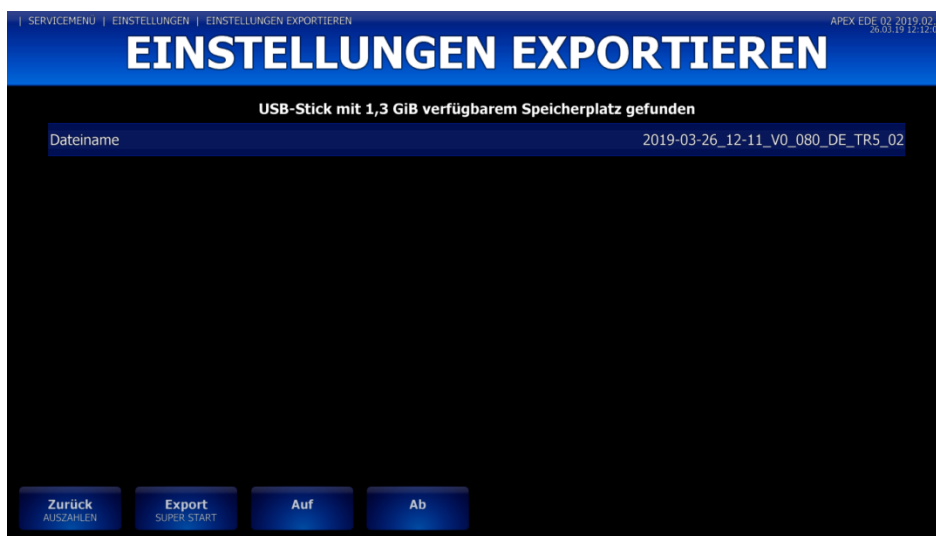 | SERVICEMENÜ | EINSTELLUNGEN | EINSTELLUNGEN EXPORTIEREN
APEX EDE 02 2019.02.
26.03.19 12:12:0
EINSTELLUNGEN EXPORTIEREN
USB-Stick mit 1,3 GiB verfügbarem Speicherplatz gefunden
Dateiname 2019-03-26_12-11_V0_080_DE_TR5_02
Zurück Export Auf Ab
AUSZAHLEN SUPER START